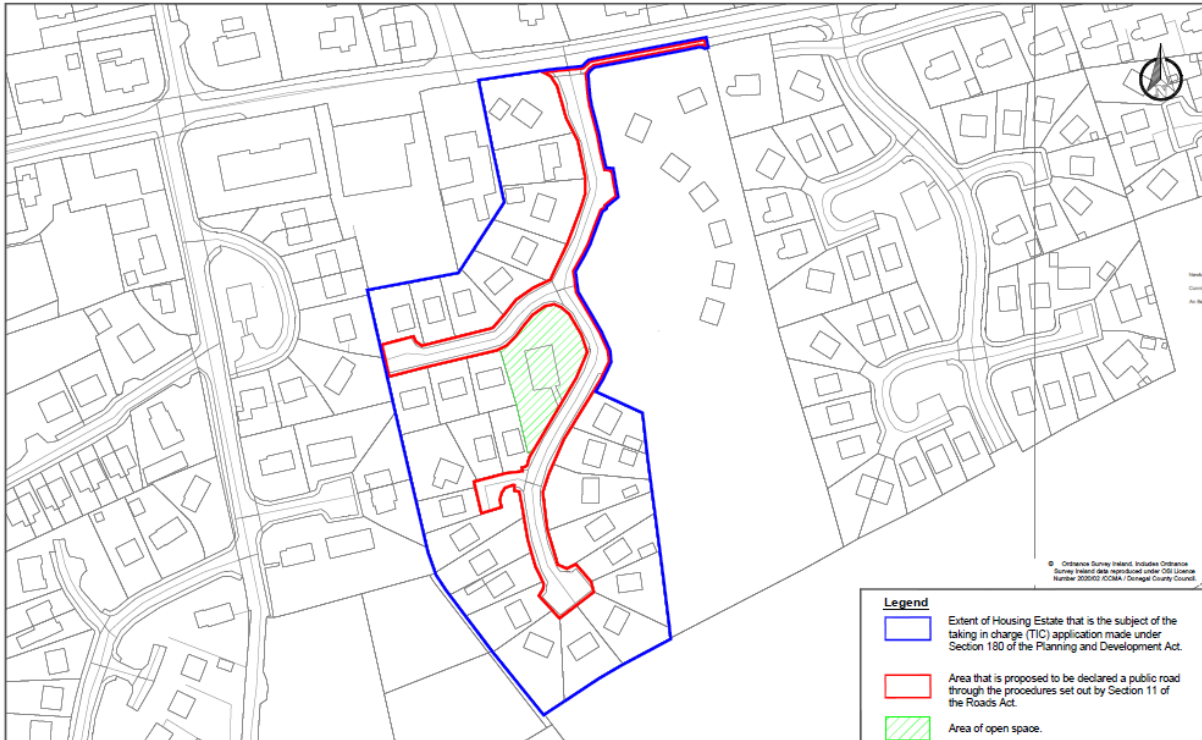 © Ordnance Survey Ireland. Includes Ordnance
Survey Ireland data reproduced under OSi Licence
Number 2020/02 /CCMA / Donegal County Council.
Legend
Extent of Housing Estate that is the subject of the
taking in charge (TIC) application made under
Section 180 of the Planning and Development Act.
Area that is proposed to be declared a public road
through the procedures set out by Section 11 of
the Roads Act.
Area of open space.